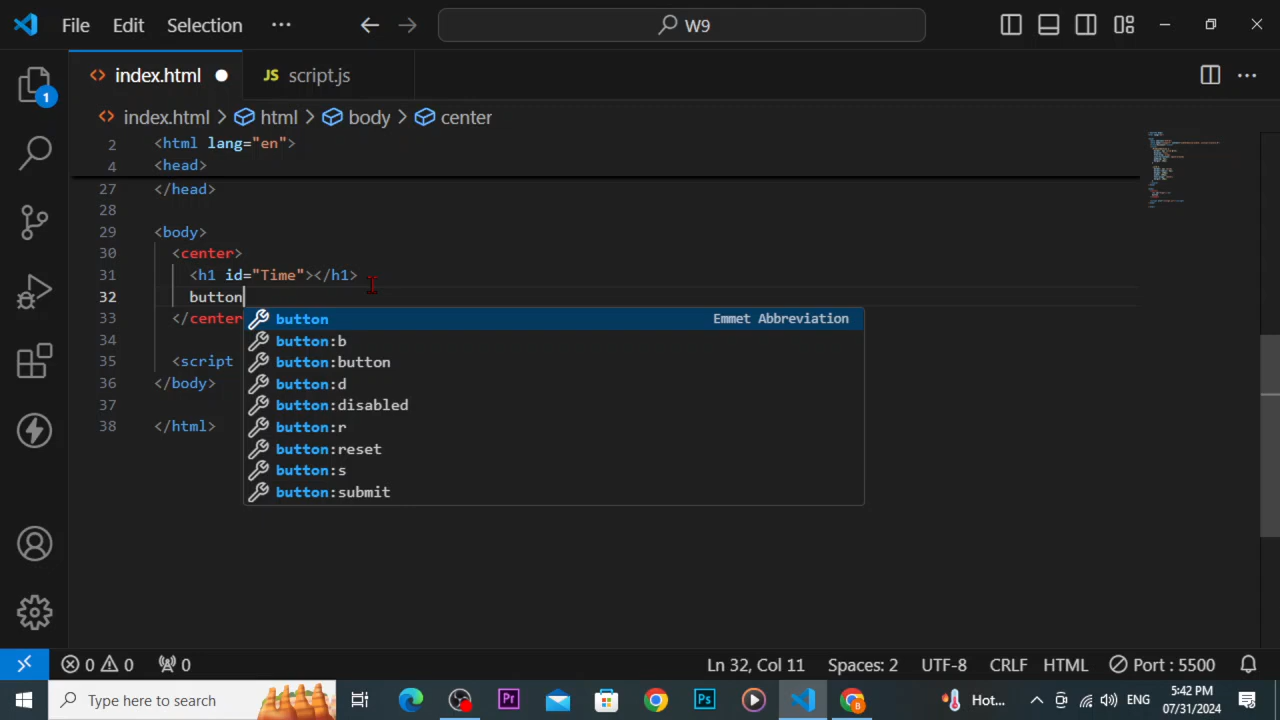 File Edit Selection ··· W9
index.html JS script.js
index.html > html > body > center
2 <html lang="en">
4 <head>
27 </head>
28
29 <body>
30 <center>
31 <h1 id="Time"></h1>
32 button
button Emmet Abbreviation
33 </center
button:b
34
button:button
35 <script
button:d
36 </body>
button:disabled
37
button:r
38 </html>
button:reset
button:s
button:submit
1
0 0 0 Ln 32, Col 11 Spaces: 2 UTF-8 CRLF HTML Port : 5500
Type here to search Pr Ps B Hot... ENG 5:42 PM
07/31/2024